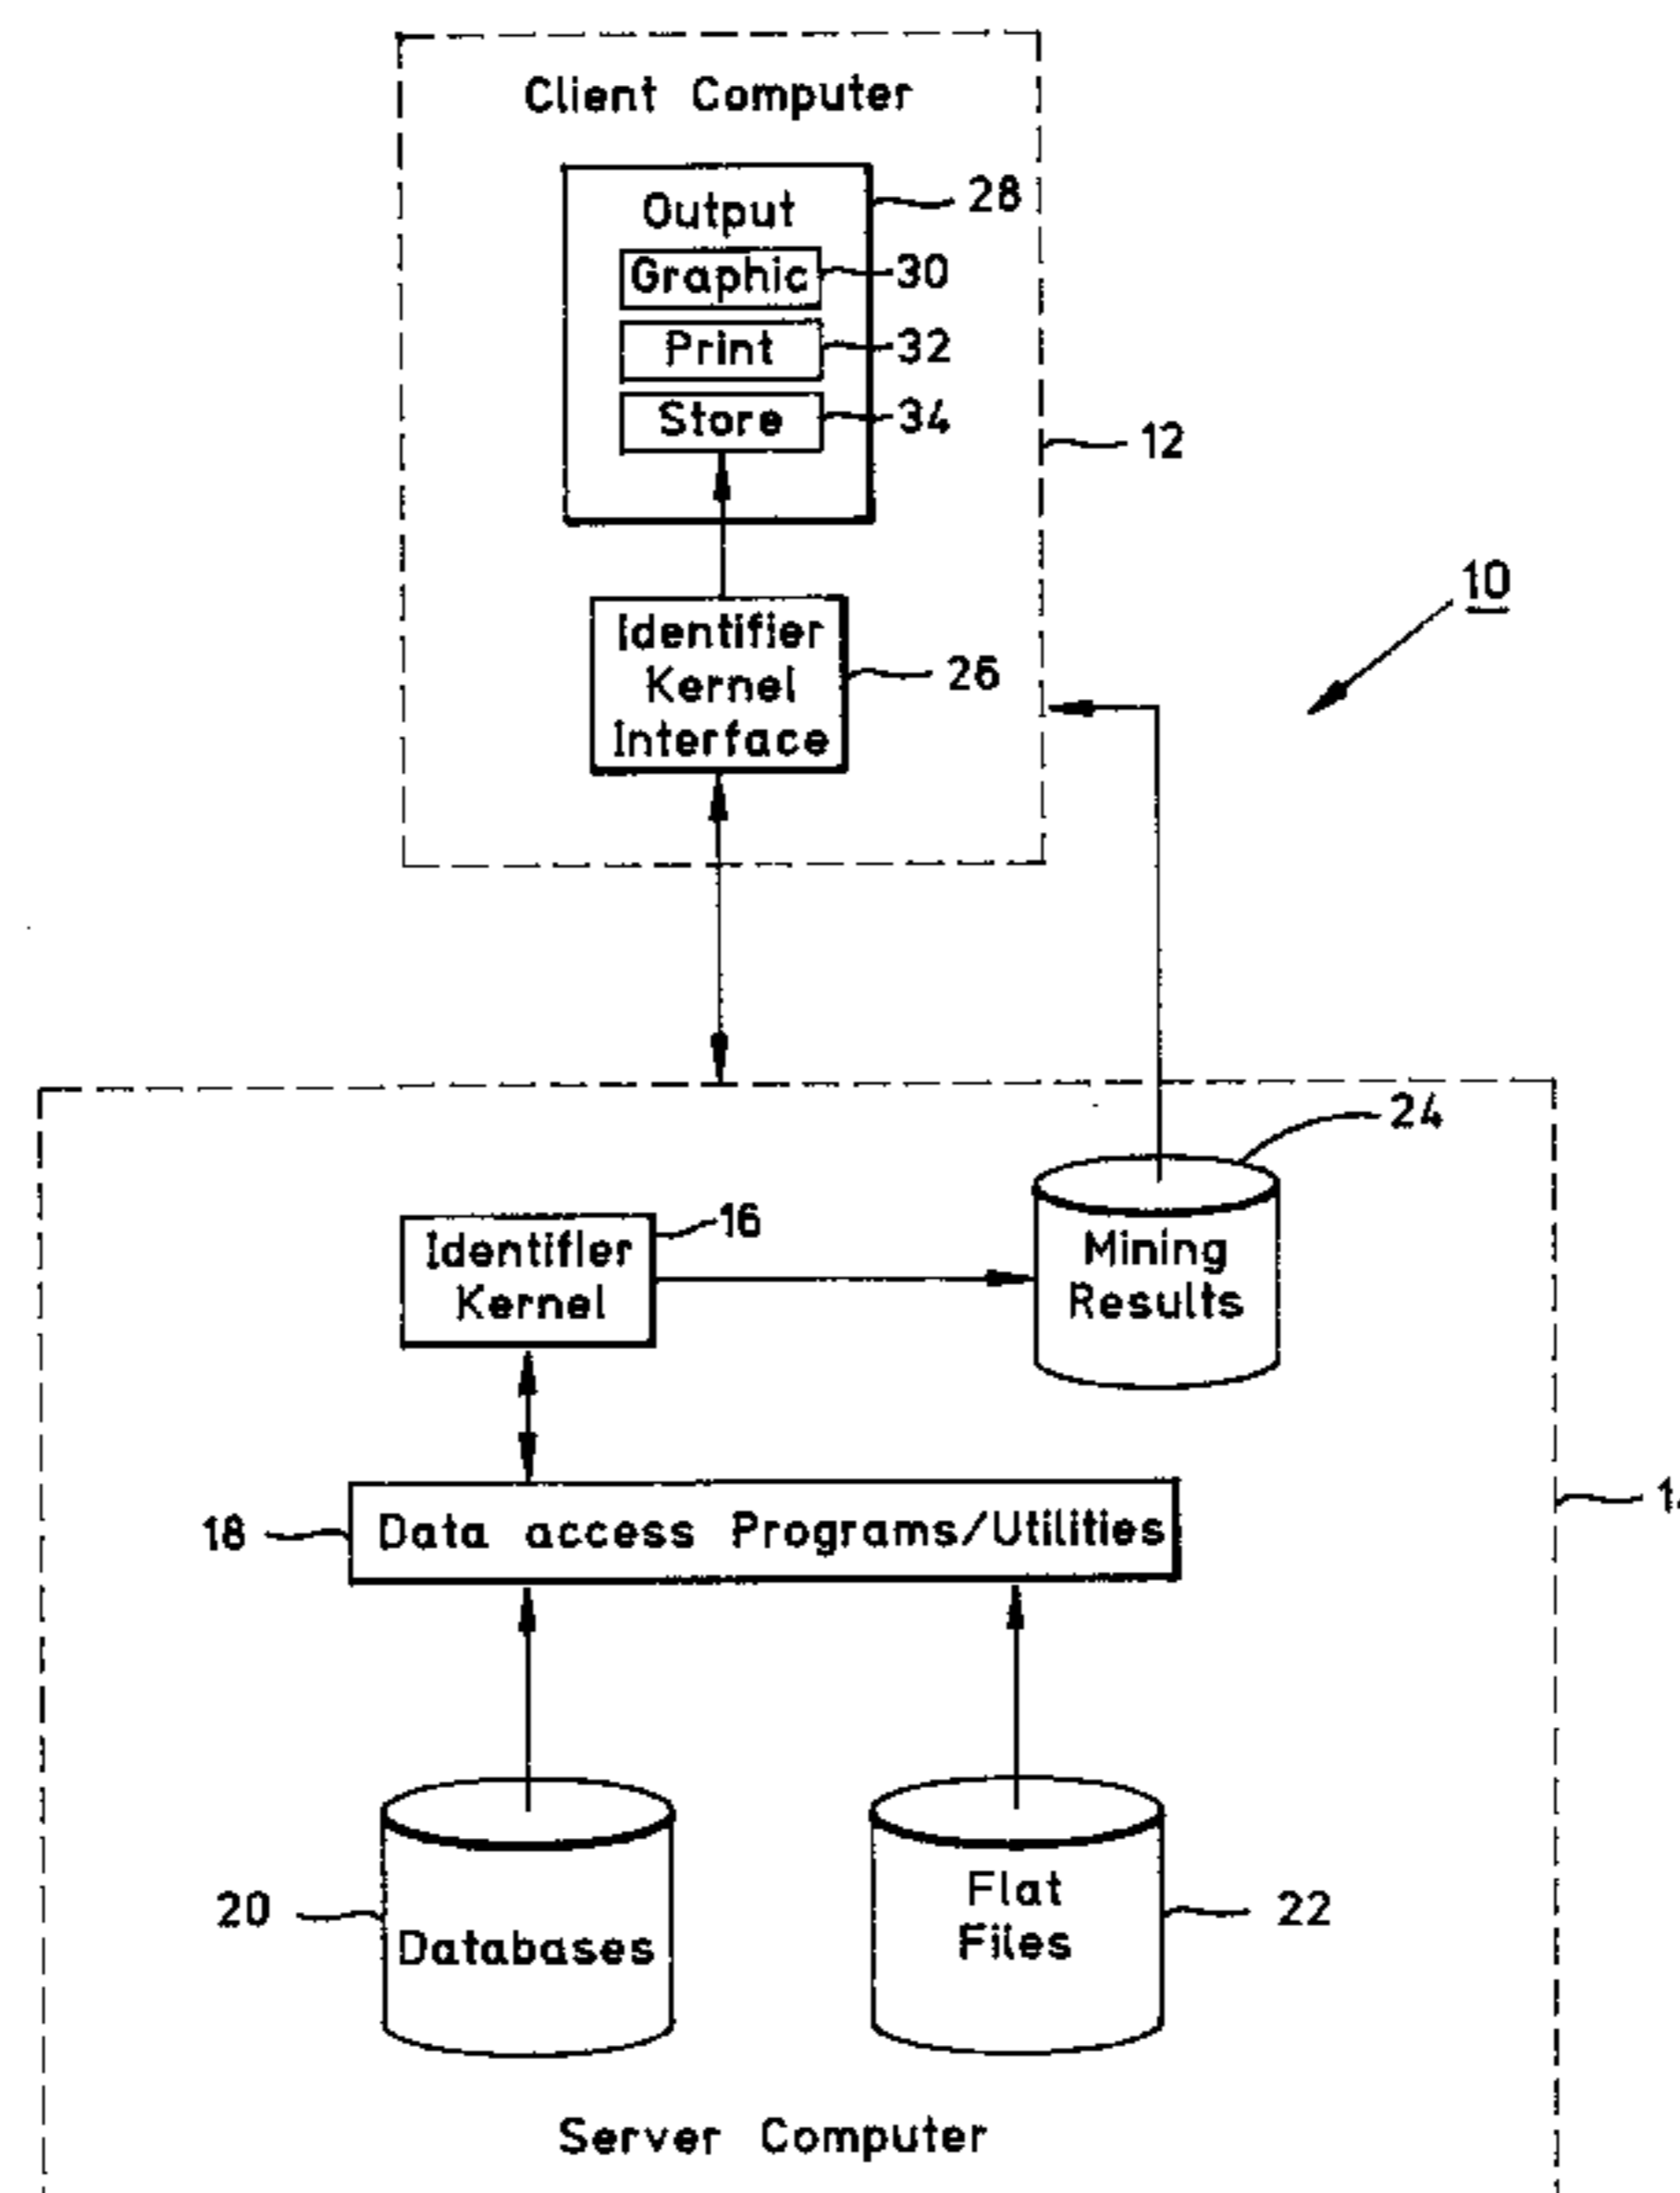 Client Computer
Output
28
Graphic
30
Print
32
Store
34
12
10
Identifier
Kernel
Interface
26
24
16
Identifier
Kernel
Mining
Results
18
Data access Programs/Utilities
20
Databases
Flat
Files
22
Server Computer